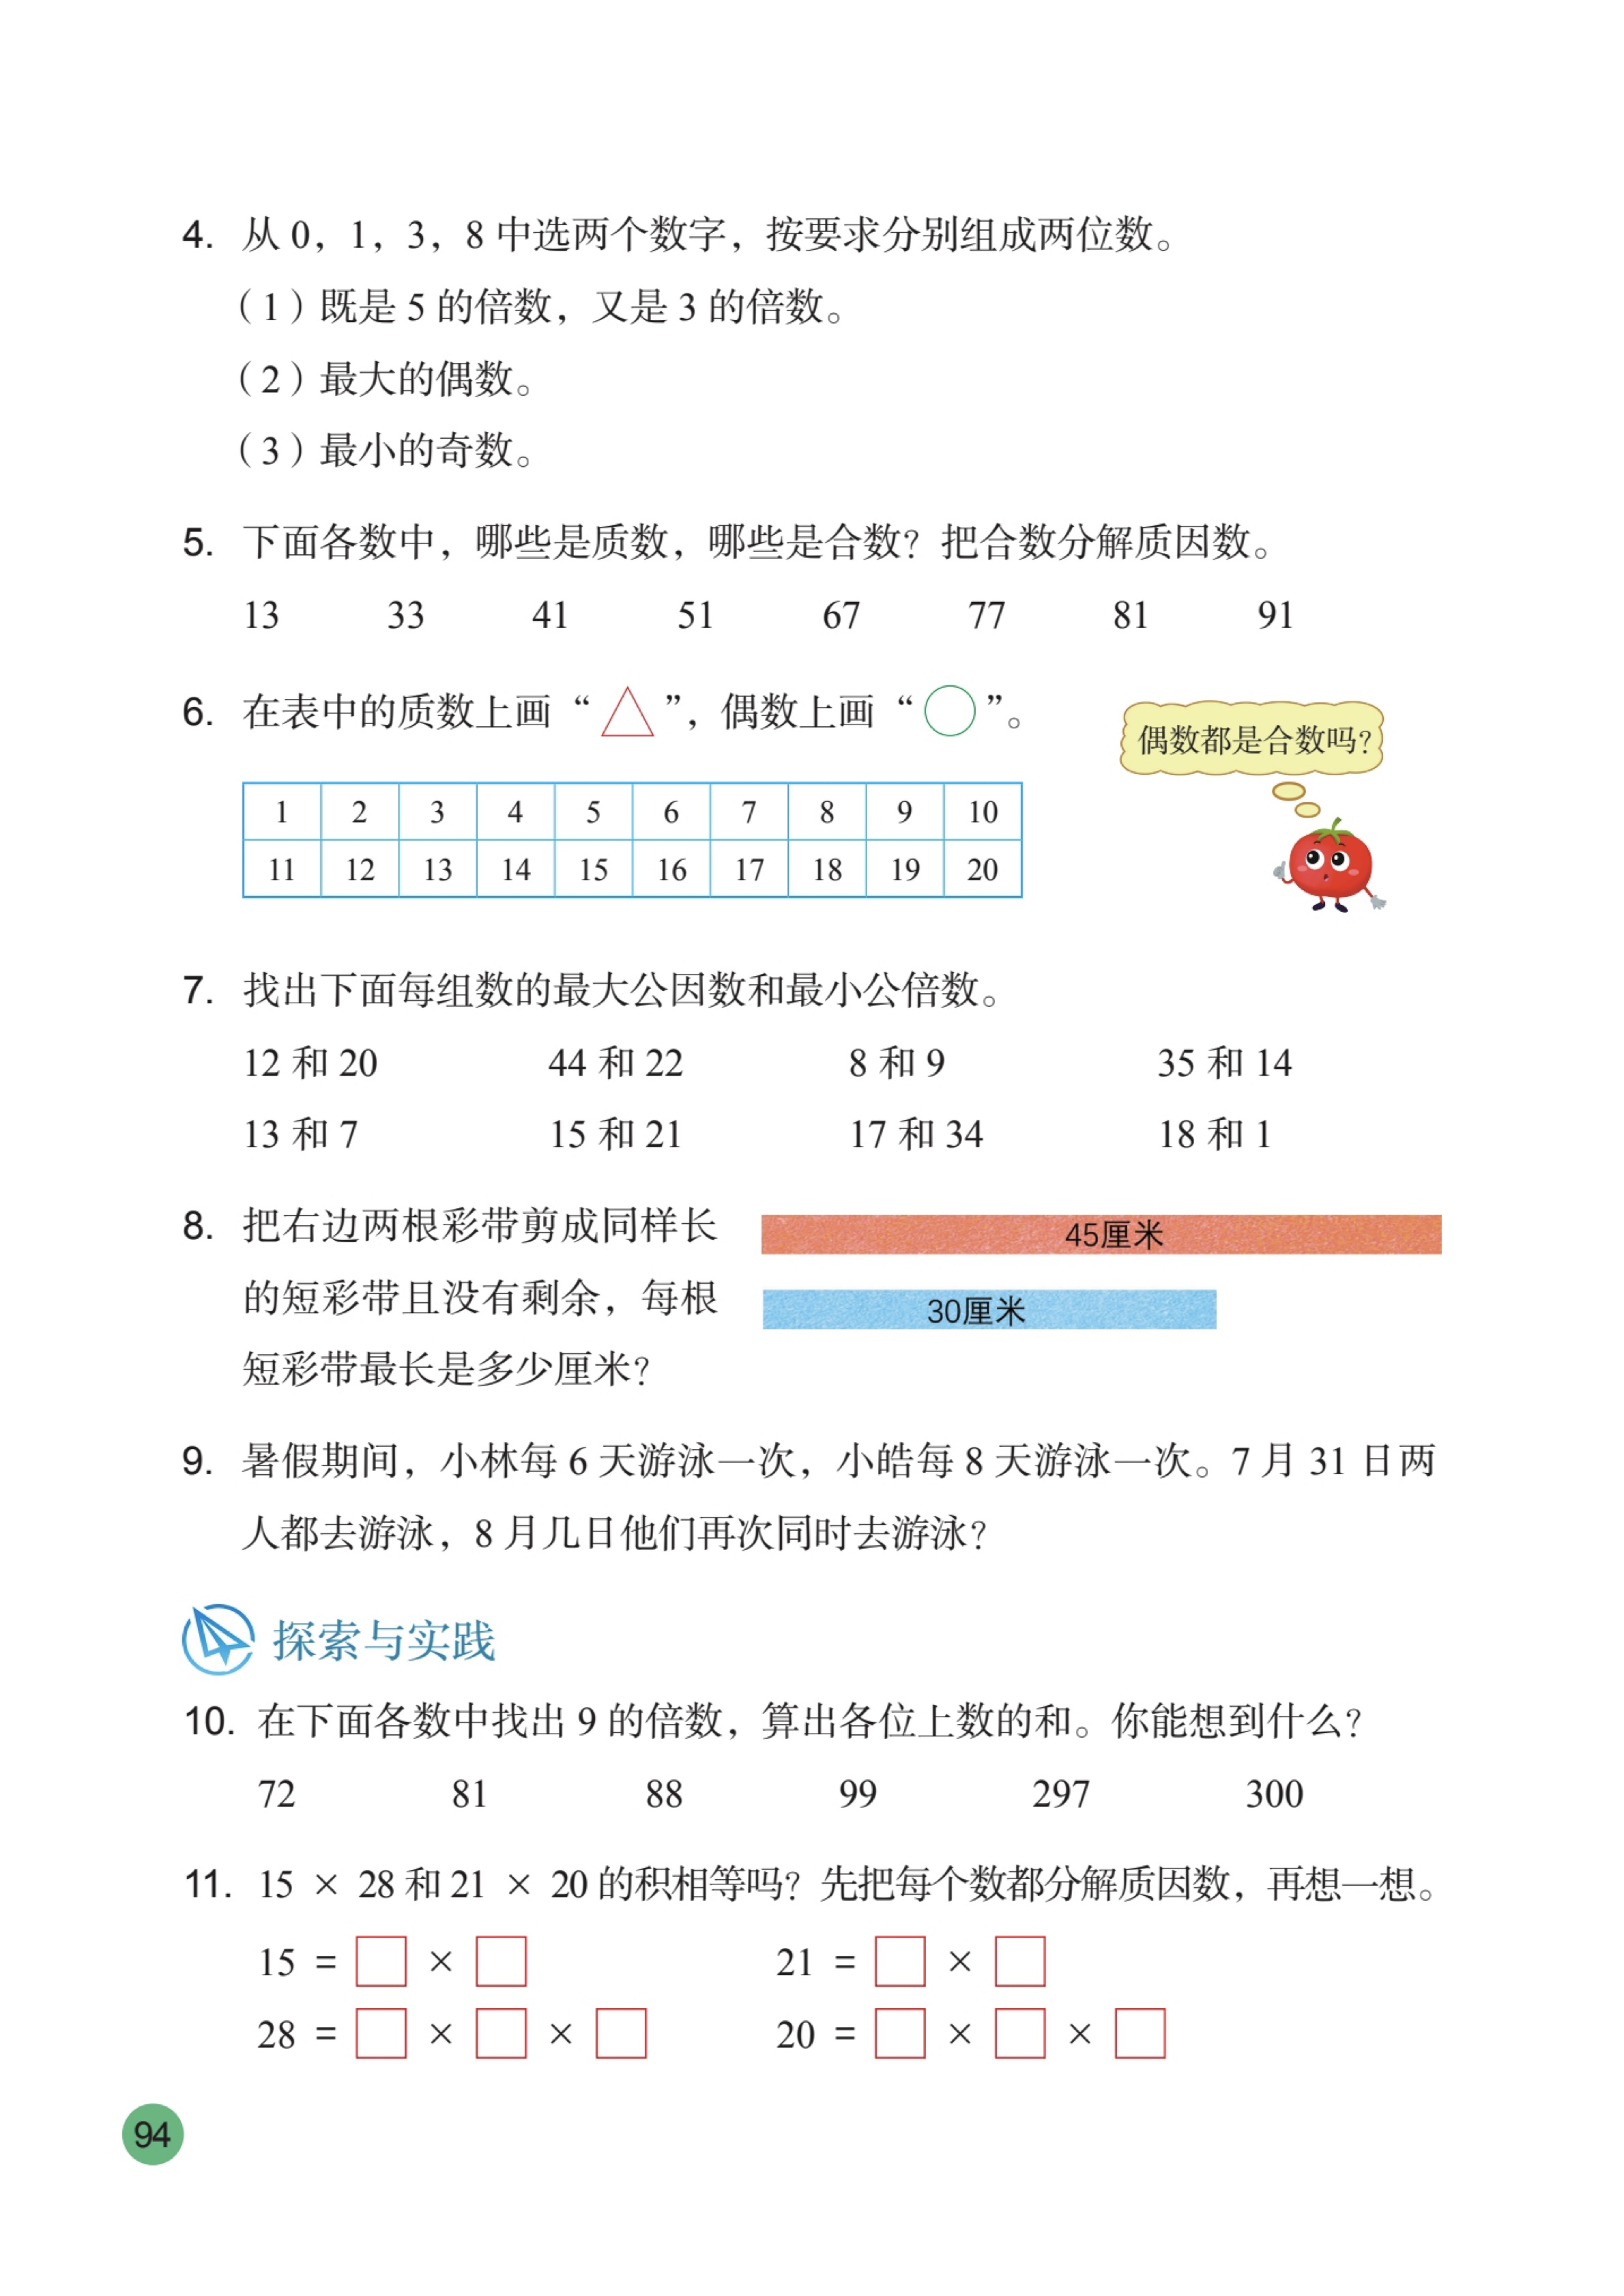 4. 从 0，1，3，8 中选两个数字，按要求分别组成两位数。
（1）既是 5 的倍数，又是 3 的倍数。
（2）最大的偶数。
（3）最小的奇数。
5. 下面各数中，哪些是质数，哪些是合数？把合数分解质因数。
13 33 41 51 67 77 81 91
6. 在表中的质数上画“△”，偶数上画“○”。
偶数都是合数吗？
1 2 3 4 5 6 7 8 9 10
11 12 13 14 15 16 17 18 19 20
7. 找出下面每组数的最大公因数和最小公倍数。
12 和 20 44 和 22 8 和 9 35 和 14
13 和 7 15 和 21 17 和 34 18 和 1
8. 把右边两根彩带剪成同样长
的短彩带且没有剩余，每根
短彩带最长是多少厘米？
45厘米
30厘米
9. 暑假期间，小林每 6 天游泳一次，小皓每 8 天游泳一次。7 月 31 日两
人都去游泳，8 月几日他们再次同时去游泳？
探索与实践
10. 在下面各数中找出 9 的倍数，算出各位上数的和。你能想到什么？
72 81 88 99 297 300
11. 15 × 28 和 21 × 20 的积相等吗？先把每个数都分解质因数，再想一想。
15 = □ × □ 21 = □ × □
28 = □ × □ × □ 20 = □ × □ × □
94